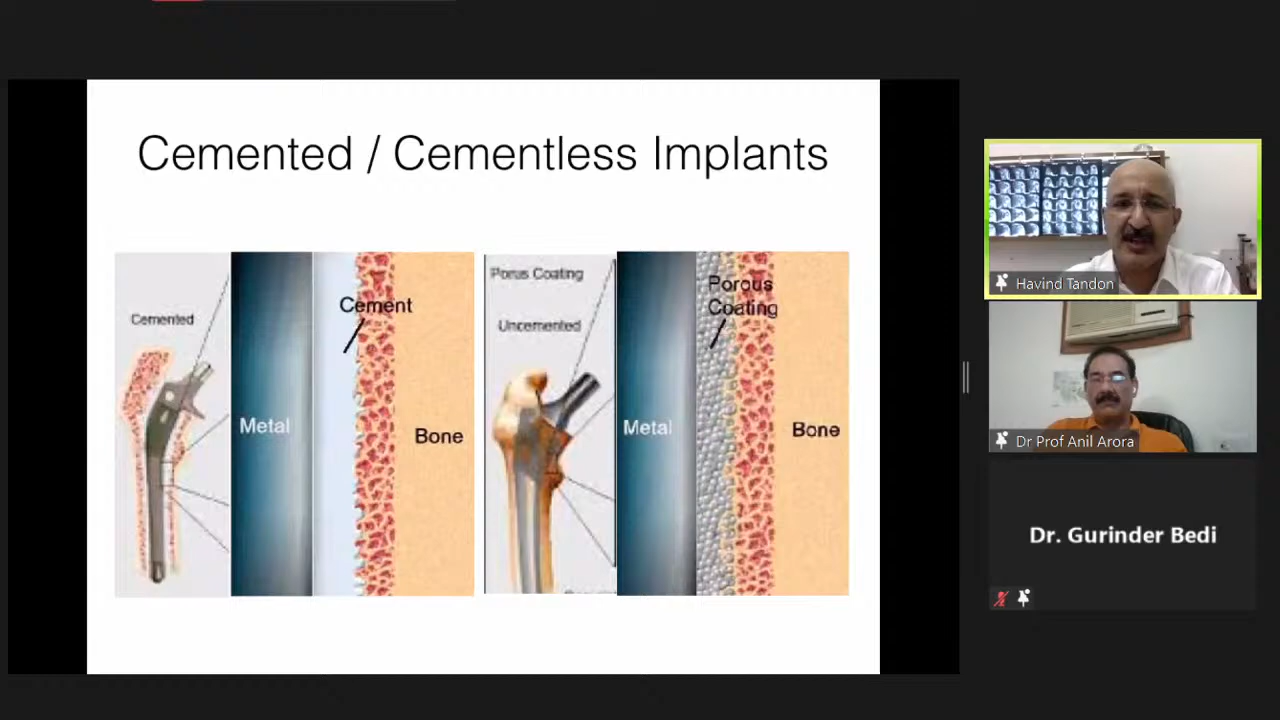 Cemented / Cementless Implants
Cemented
Metal
Cement
Bone
Porus Coating
Uncemented
Metal
Porous
Coating
Bone
Havind Tandon
Dr Prof Anil Arora
Dr. Gurinder Bedi